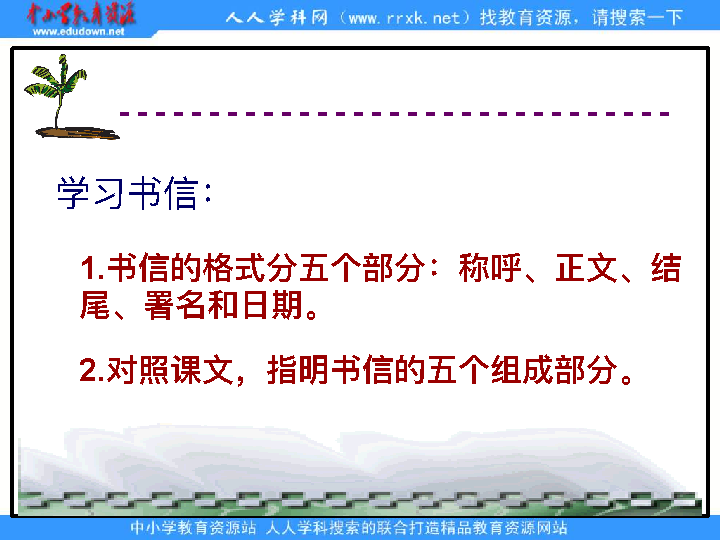 中小学教育资源
www.edudown.net
人人学科网（www.rrxk.net）找教育资源，请搜索一下
学习书信：
1.书信的格式分五个部分：称呼、正文、结
尾、署名和日期。
2.对照课文，指明书信的五个组成部分。
中小学教育资源站 人人学科搜索的联合打造精品教育资源网站